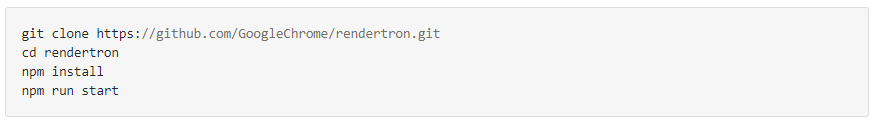 git clone https://github.com/GoogleChrome/rendertron.git
cd rendertron
npm install
npm run start